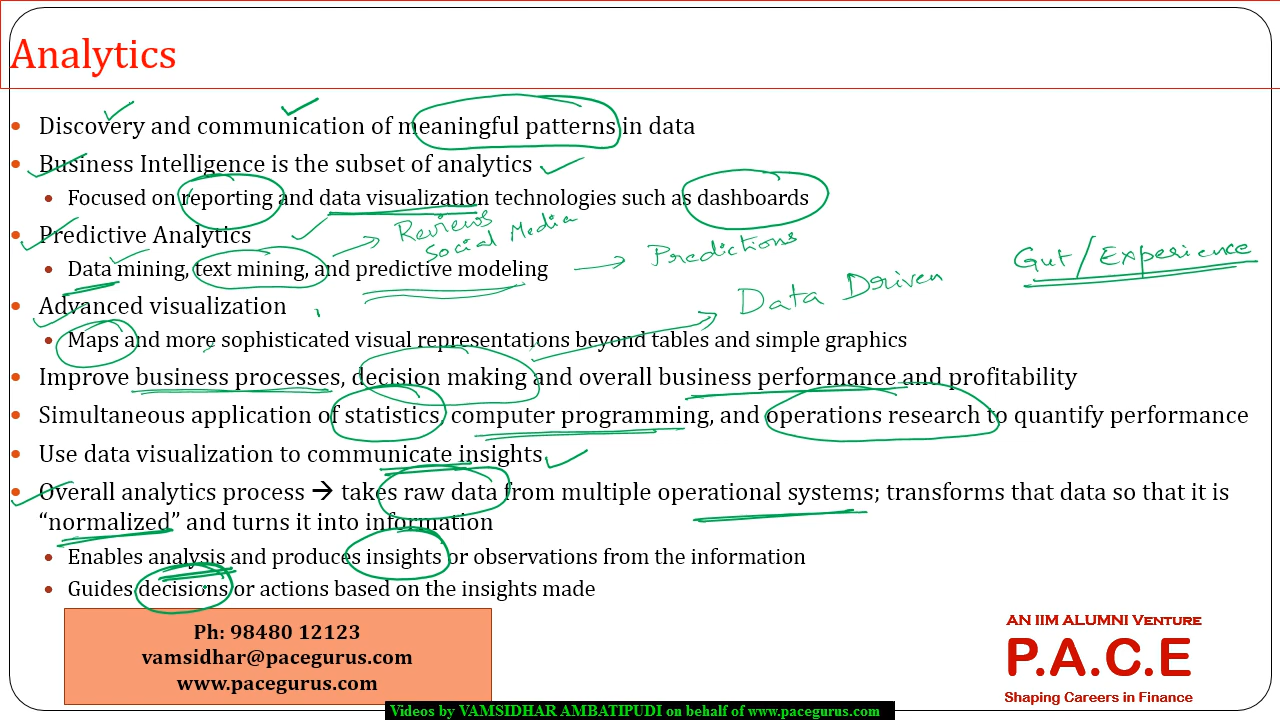 Analytics
• Discovery and communication of meaningful patterns in data
• Business Intelligence is the subset of analytics
• Focused on reporting and data visualization technologies such as dashboards
• Predictive Analytics
Reviews
Social Media
• Data mining, text mining, and predictive modeling
Predictions
Gut/Experience
• Advanced visualization
Data Driven
• Maps and more sophisticated visual representations beyond tables and simple graphics
• Improve business processes, decision making and overall business performance and profitability
• Simultaneous application of statistics, computer programming, and operations research to quantify performance
• Use data visualization to communicate insights
• Overall analytics process → takes raw data from multiple operational systems; transforms that data so that it is
“normalized” and turns it into information
• Enables analysis and produces insights or observations from the information
• Guides decisions or actions based on the insights made
Ph: 98480 12123
vamsidhar@pacegurus.com
www.pacegurus.com
AN IIM ALUMNI VENTURE
P.A.C.E
Shaping Careers in Finance
Videos by VAMSIDHAR AMBATIPUDI on behalf of www.pacegurus.com